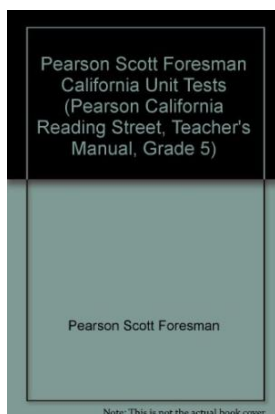 Pearson Scott Foresman
California Unit Tests
(Pearson California
Reading Street, Teacher's
Manual, Grade 5)
Pearson Scott Foresman
Note: This is not the actual book cover